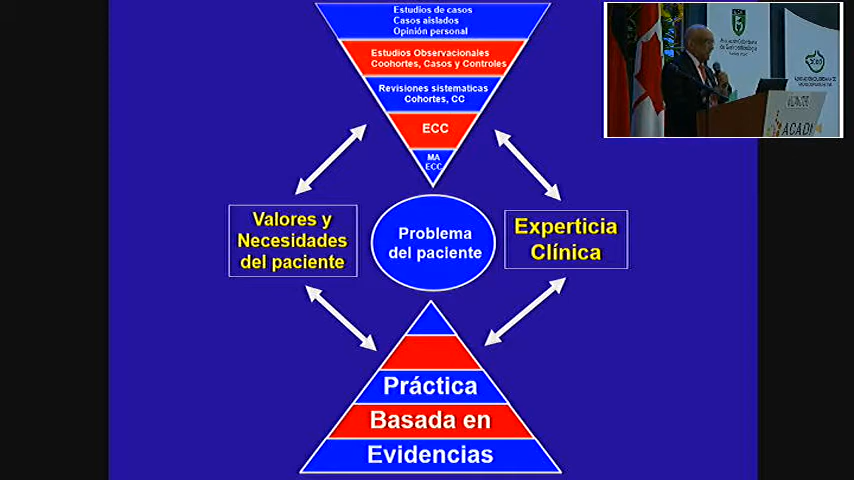 Estudios de casos
Casos aislados
Opinión personal
Estudios Observacionales
Coohortes, Casos y Controles
Revisiones sistematicas
Cohortes, CC
ECC
MA
ECC
Valores y
Necesidades
del paciente
Problema
del paciente
Experticia
Clínica
Práctica
Basada en
Evidencias
ACADI